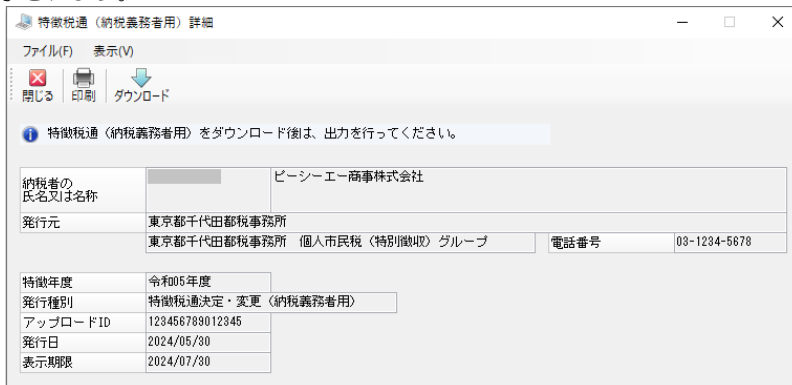 特徴税通（納税義務者用）詳細
ファイル(F) 表示(V)
閉じる 印刷 ダウンロード
特徴税通（納税義務者用）をダウンロード後は、出力を行ってください。
納税者の
氏名又は名称
ピーシーエー商事株式会社
発行元 東京都千代田都税事務所
東京都千代田都税事務所 個人市民税（特別徴収）グループ 電話番号 03-1234-5678
特徴年度 令和05年度
発行種別 特徴税通決定・変更（納税義務者用）
アップロードID 123456789012345
発行日 2024/05/30
表示期限 2024/07/30